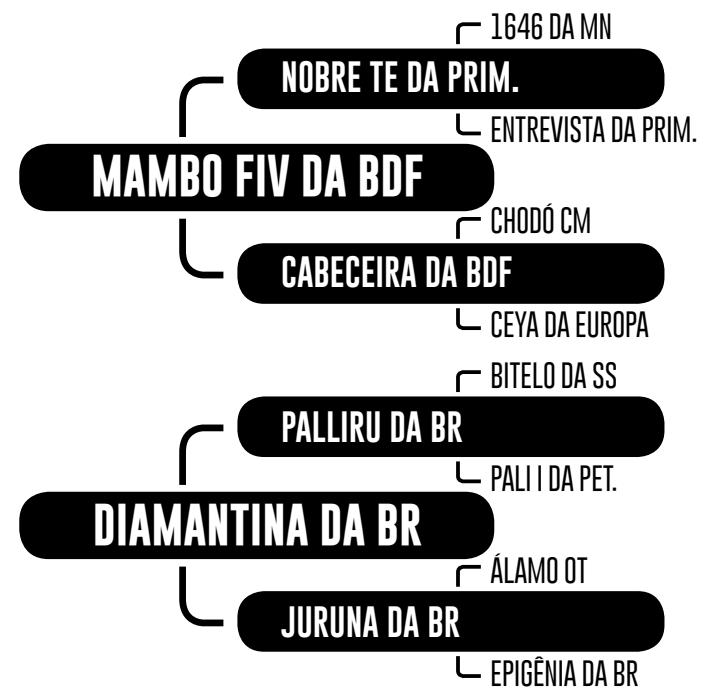 1646 DA MN
NOBRE TE DA PRIM.
ENTREVISTA DA PRIM.
MAMBO FIV DA BDF
CHODÓ CM
CABECEIRA DA BDF
CEYA DA EUROPA
BITELO DA SS
PALLIRU DA BR
PALI I DA PET.
DIAMANTINA DA BR
ÁLAMO OT
JURUNA DA BR
EPIGÊNIA DA BR